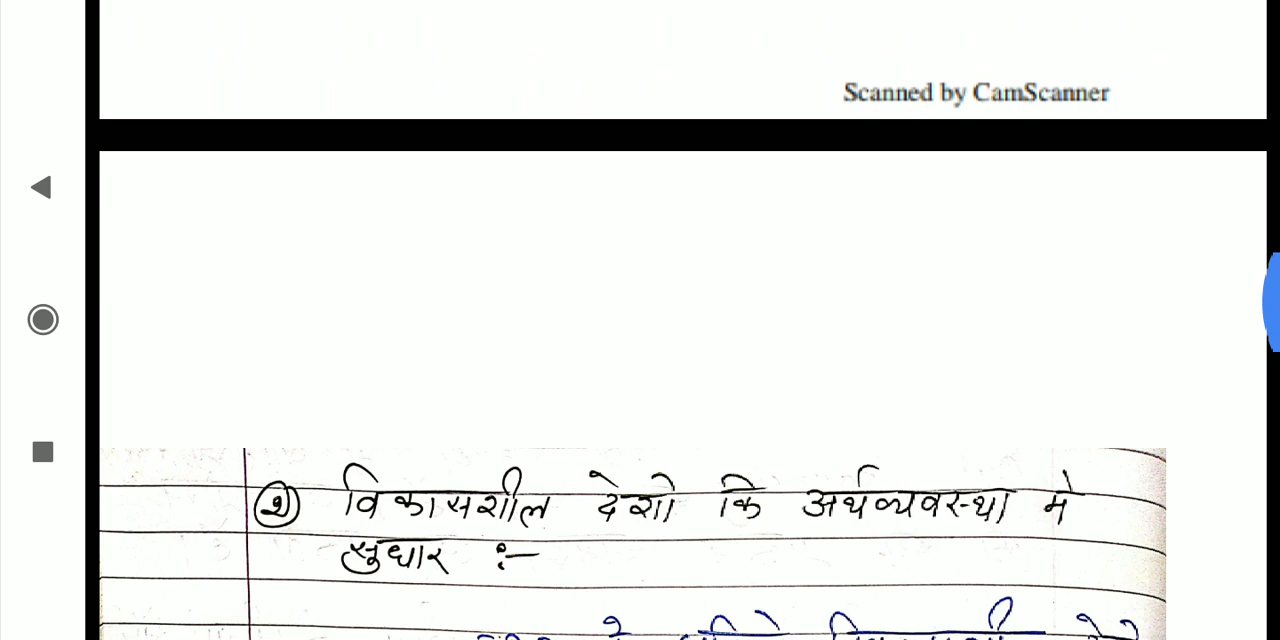 Scanned by CamScanner
② विकासशील देशो कि अर्थव्यवस्था मे
सुधार :-